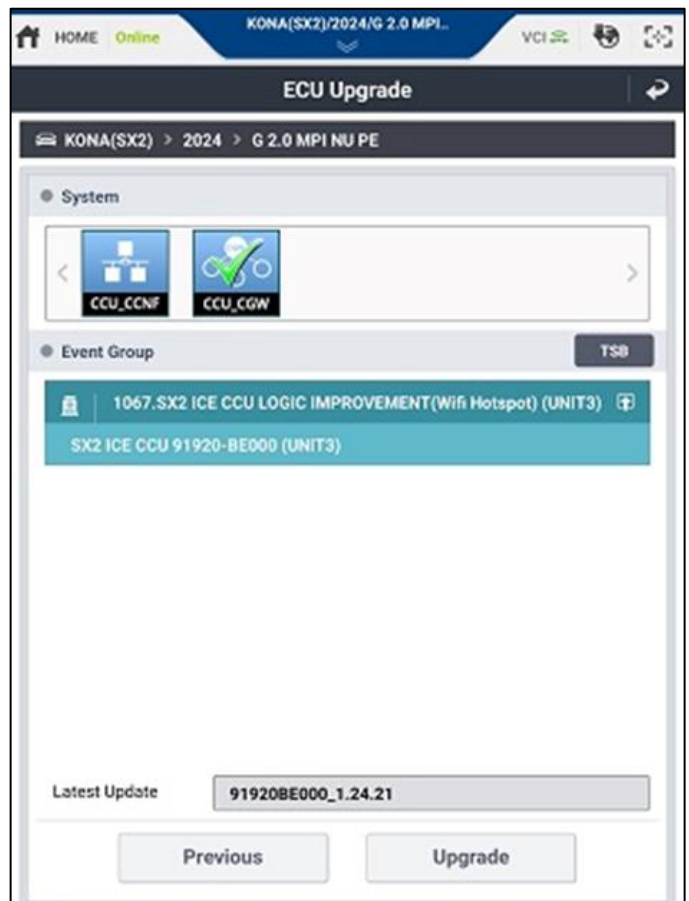 HOME Online KONA(SX2)/2024/G 2.0 MPI.. VCI
ECU Upgrade
KONA(SX2) > 2024 > G 2.0 MPI NU PE
System
CCU_CCNF CCU_CGW
Event Group TSB
1067.SX2 ICE CCU LOGIC IMPROVEMENT(Wifi Hotspot) (UNIT3)
SX2 ICE CCU 91920-BE000 (UNIT3)
Latest Update 91920BE000_1.24.21
Previous Upgrade